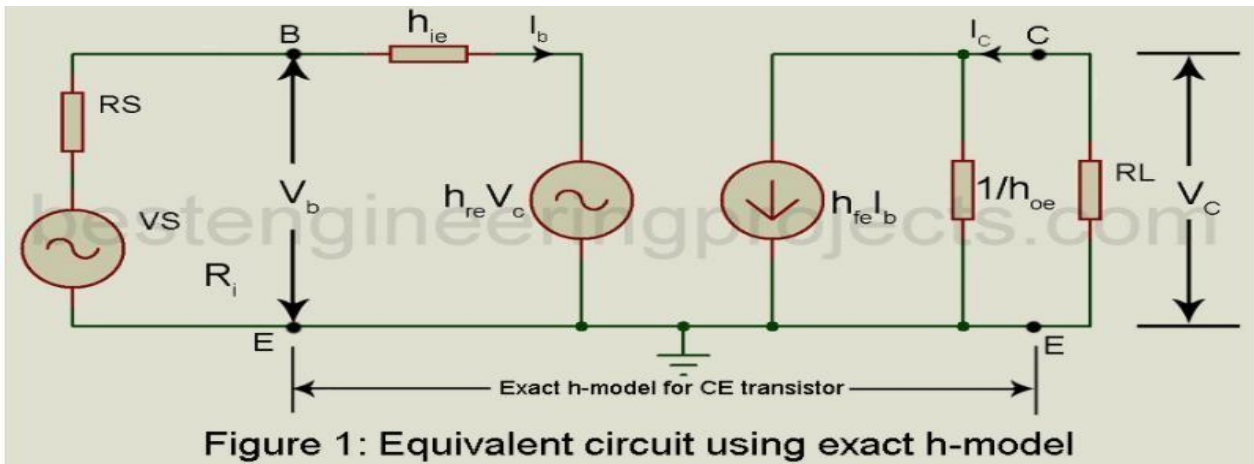 B
h_ie
I_b
I_C
C
RS
V_b
h_re V_c
h_fe I_b
1/h_oe
RL
V_C
VS
bestengineeringprojects.com
R_i
E
E
Exact h-model for CE transistor
Figure 1: Equivalent circuit using exact h-model